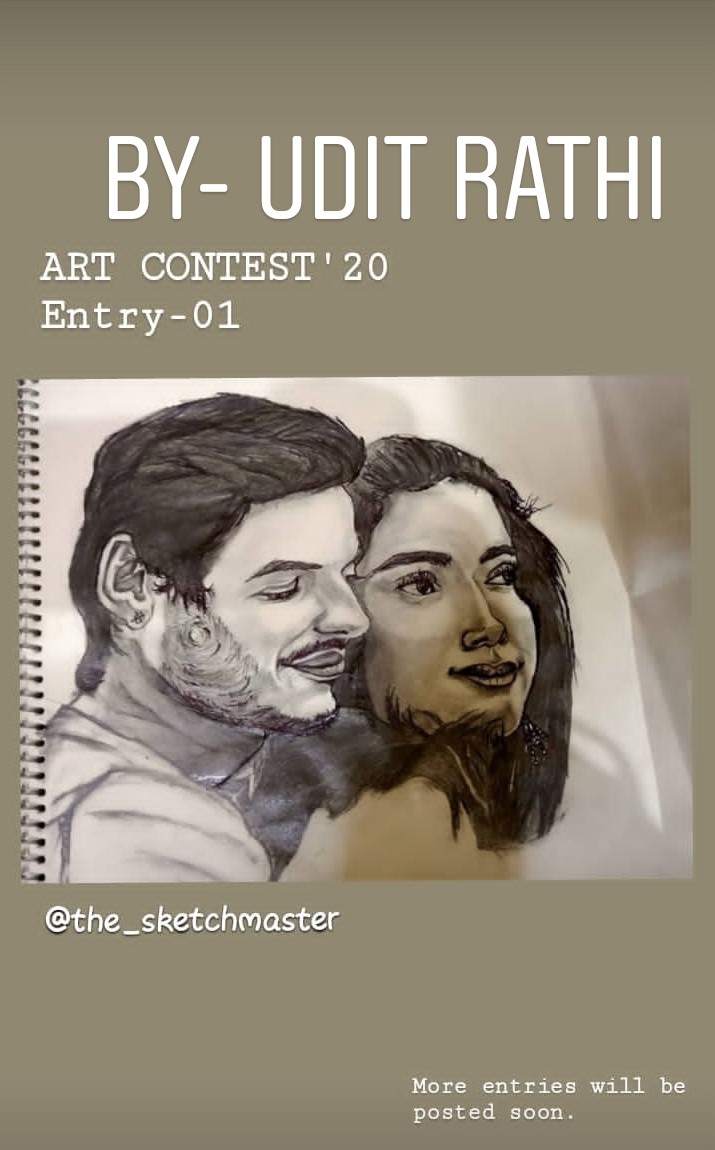 BY- UDIT RATHI
ART CONTEST'20
Entry-01
@the_sketchmaster
More entries will be
posted soon.